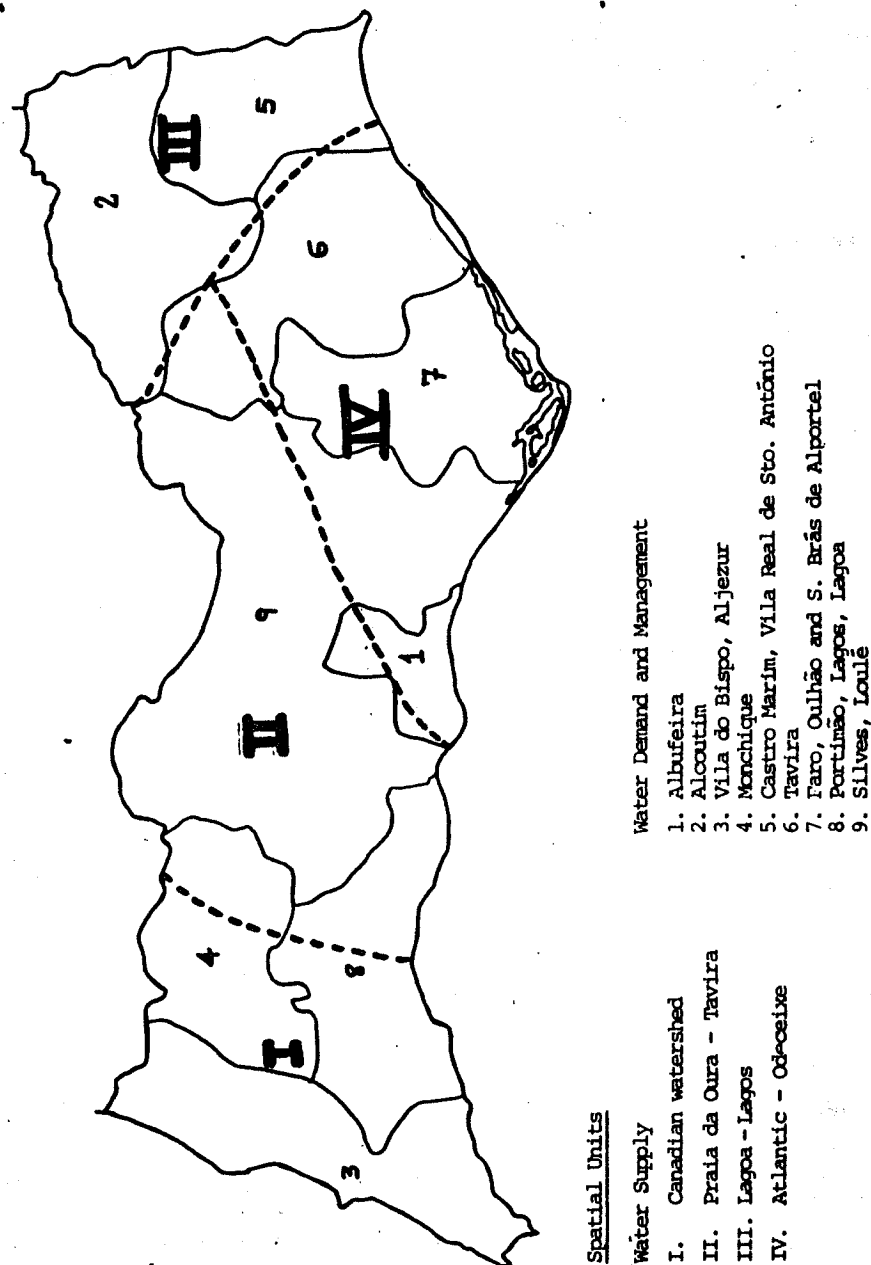 2
III
5
6
IV
7
9
II
1
4
I
8
3
Spatial Units
Water Supply
I. Canadian watershed
II. Praia da Oura - Tavira
III. Lagoa - Lagos
IV. Atlantic - Odeceixe
Water Demand and Management
1. Albufeira
2. Alcoutim
3. Vila do Bispo, Aljezur
4. Monchique
5. Castro Marim, Vila Real de Sto. António
6. Tavira
7. Faro, Oulhão and S. Brás de Alportel
8. Portimão, Lagos, Lagoa
9. Silves, Loulé